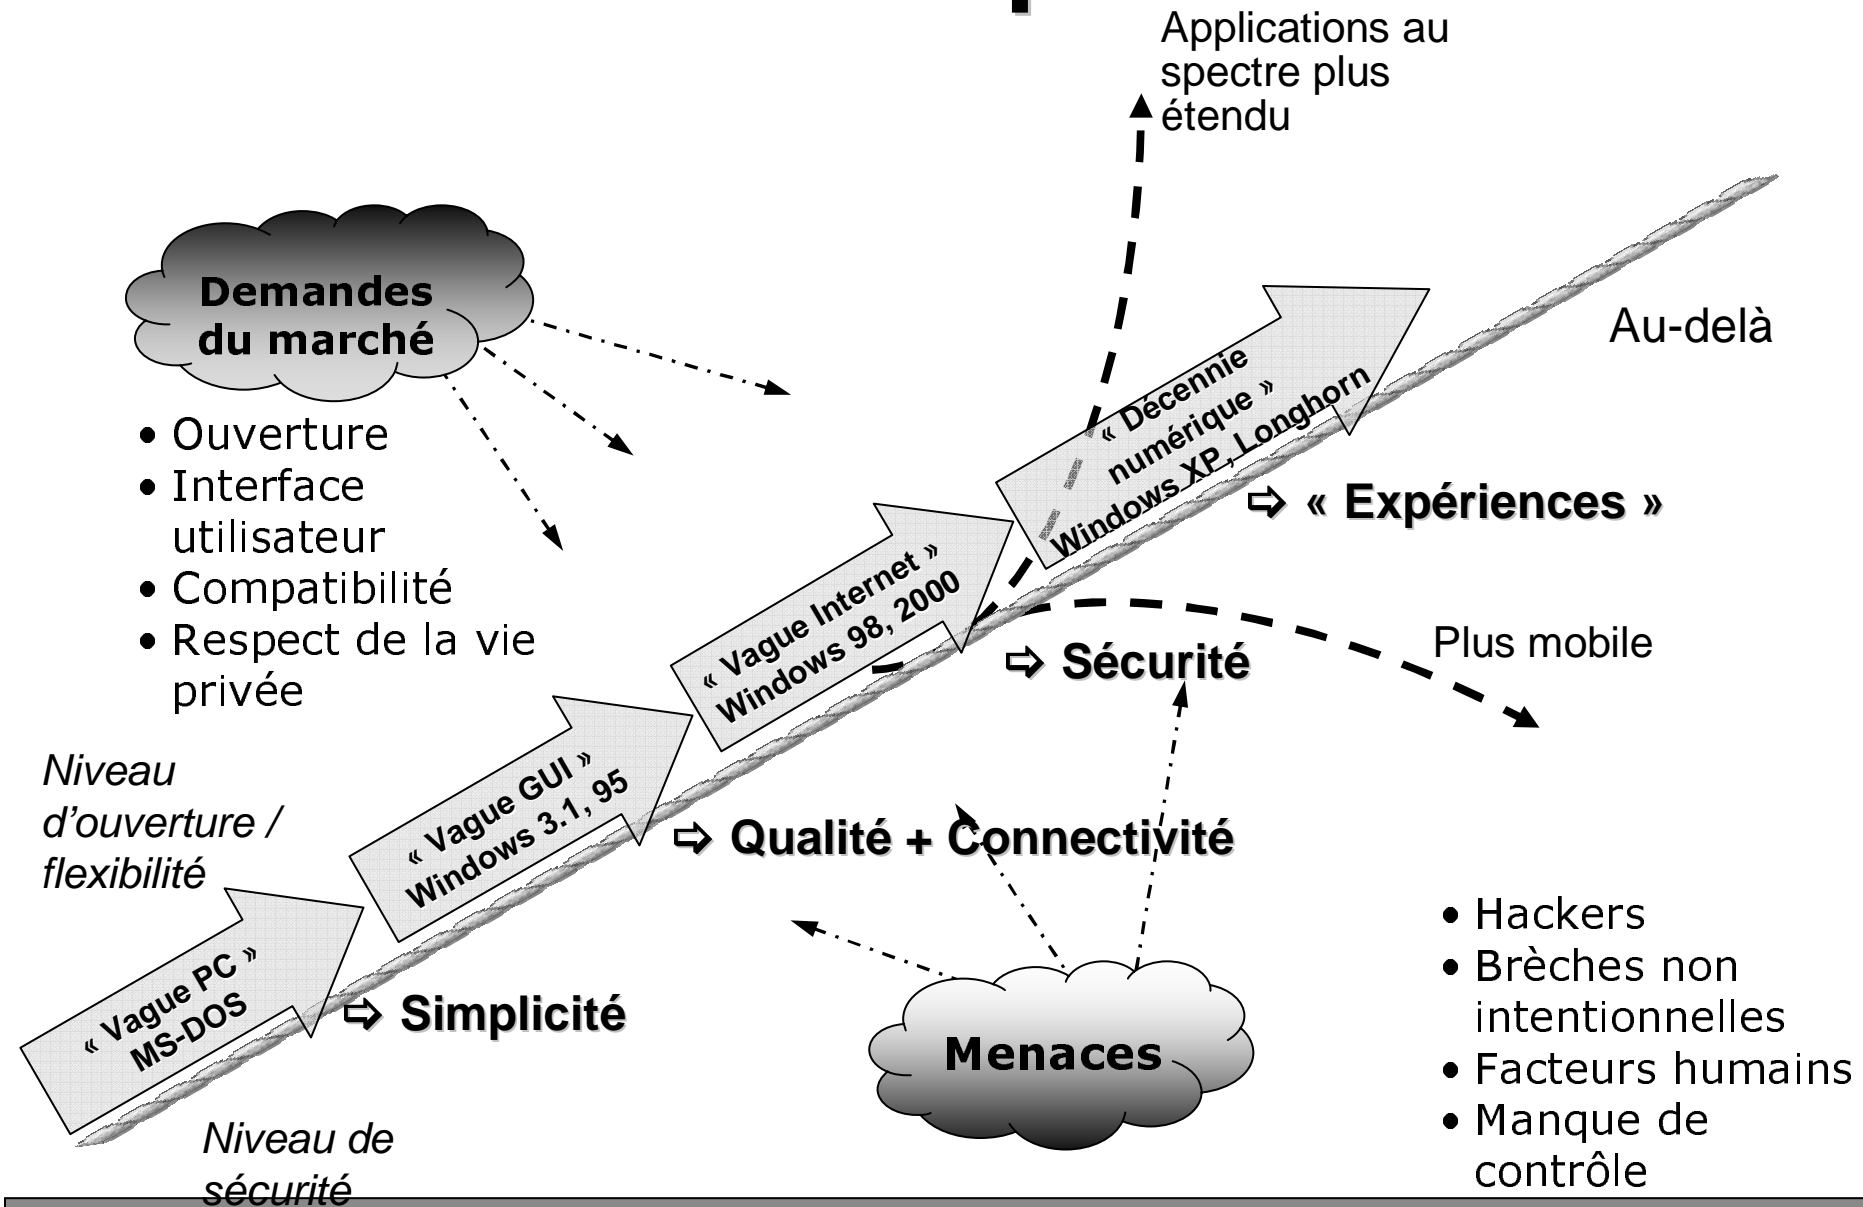 Applications au
spectre plus
étendu
Demandes
du marché
Au-delà
« Décennie
numérique »
Windows XP, Longhorn
• Ouverture
• Interface
utilisateur
• Compatibilité
• Respect de la vie
privée
« Expériences »
« Vague Internet »
Windows 98, 2000
Plus mobile
Sécurité
« Vague GUI »
Windows 3.1, 95
Niveau
d’ouverture /
flexibilité
Qualité + Connectivité
« Vague PC »
MS-DOS
Simplicité
Menaces
• Hackers
• Brèches non
intentionnelles
• Facteurs humains
• Manque de
contrôle
Niveau de
sécurité